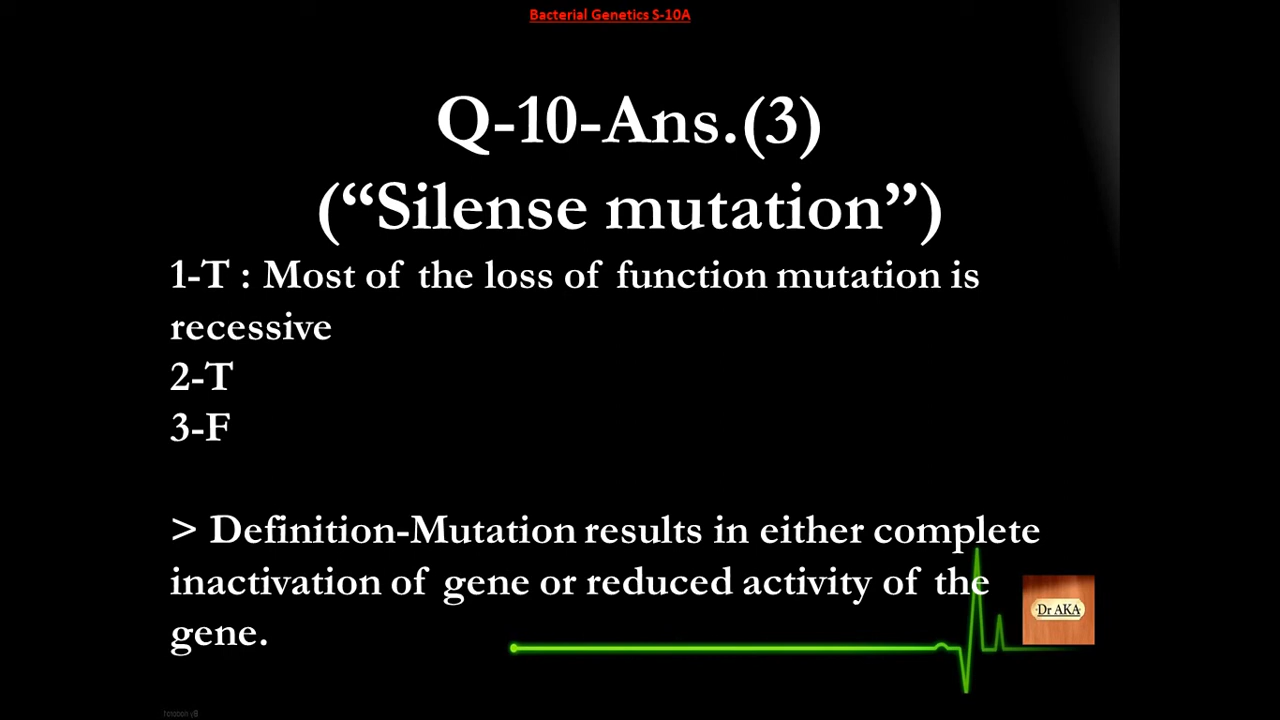 Bacterial Genetics S-10A
Q-10-Ans.(3)
(“Silense mutation”)
1-T : Most of the loss of function mutation is
recessive
2-T
3-F
> Definition-Mutation results in either complete
inactivation of gene or reduced activity of the
gene.
Dr AKA